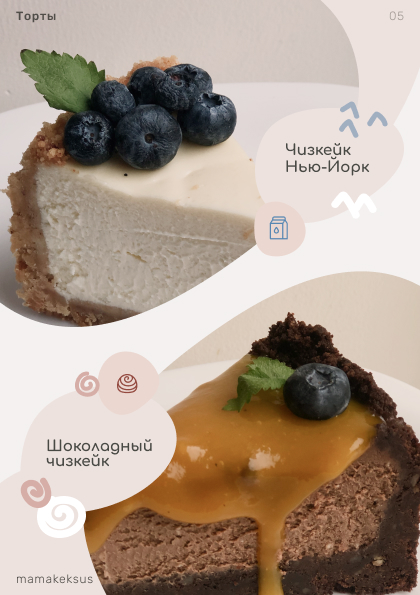 Торты
05
Чизкейк
Нью-Йорк
Шоколадный
чизкейк
mamakeksus